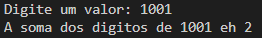 Digite um valor: 1001
A soma dos digitos de 1001 eh 2